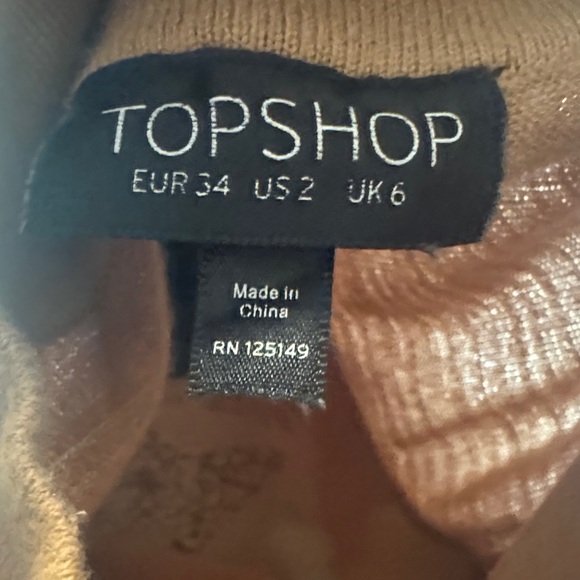 TOPSHOP
EUR 34 US 2 UK 6
Made in
China
RN 125149